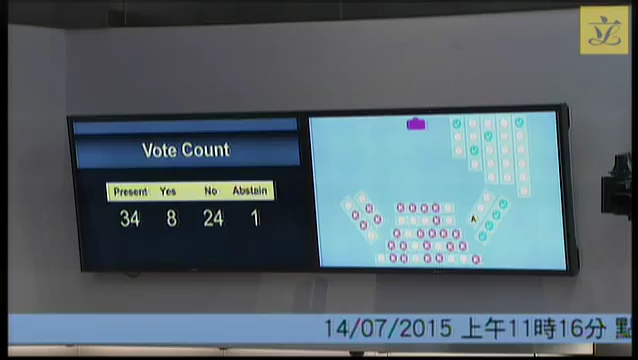 立
Vote Count
Present Yes No Abstain
34 8 24 1
A
14/07/2015 上午11時16分 點